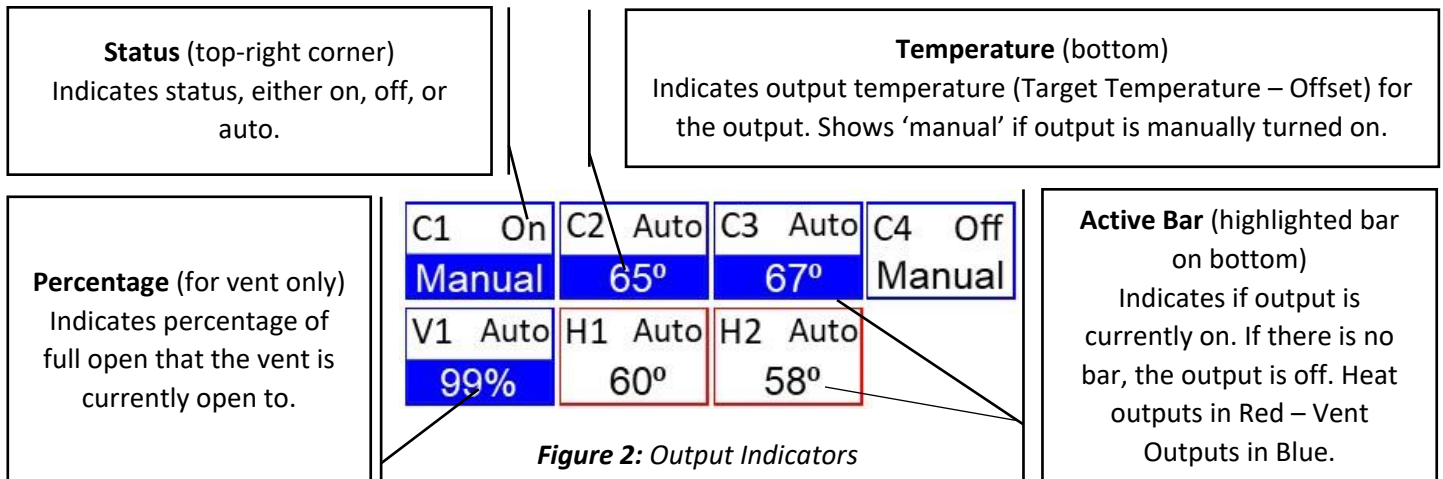 Status (top-right corner)
Indicates status, either on, off, or
auto.
Temperature (bottom)
Indicates output temperature (Target Temperature – Offset) for
the output. Shows ‘manual’ if output is manually turned on.
Percentage (for vent only)
Indicates percentage of
full open that the vent is
currently open to.
C1 On C2 Auto C3 Auto C4 Off
Manual 65º 67º Manual
V1 Auto H1 Auto H2 Auto
99% 60º 58º
Figure 2: Output Indicators
Active Bar (highlighted bar
on bottom)
Indicates if output is
currently on. If there is no
bar, the output is off. Heat
outputs in Red – Vent
Outputs in Blue.